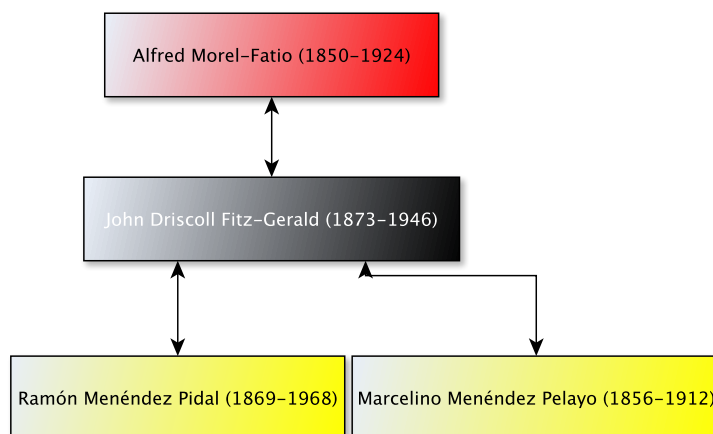 Alfred Morel–Fatio (1850–1924)
John Driscoll Fitz–Gerald (1873–1946)
Ramón Menéndez Pidal (1869–1968)
Marcelino Menéndez Pelayo (1856–1912)